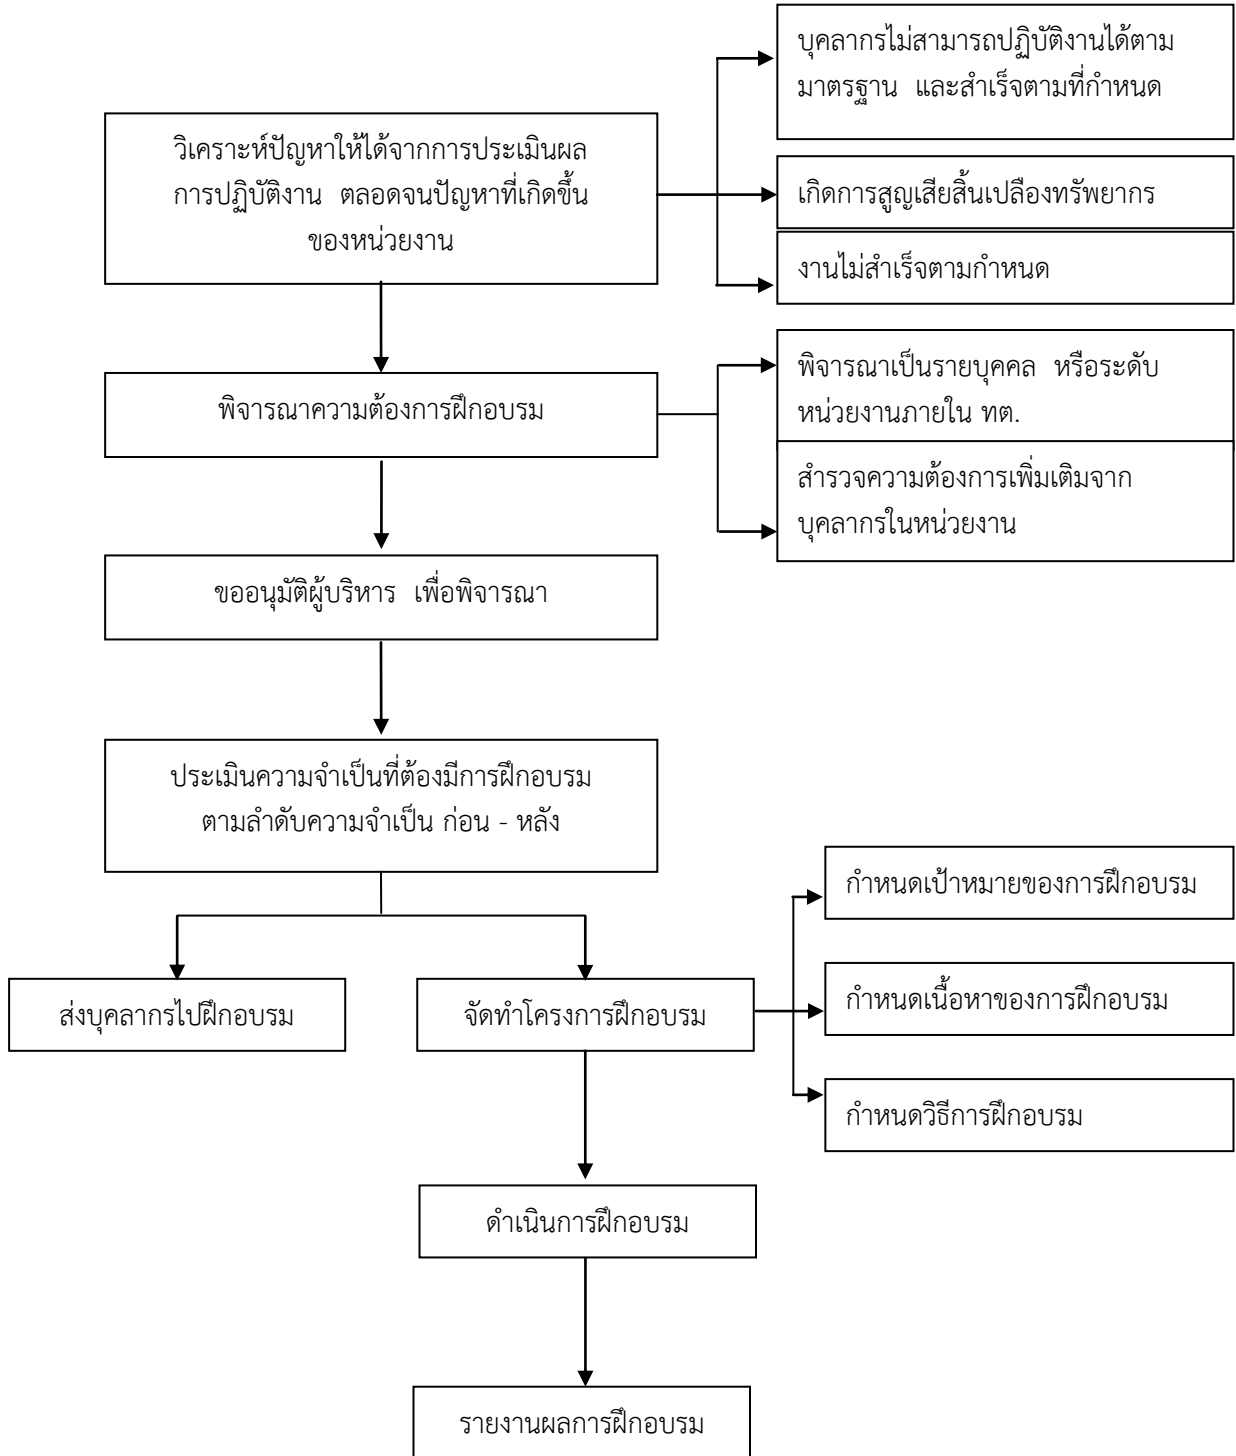 บุคลากรไม่สามารถปฏิบัติงานได้ตาม
มาตรฐาน และสำเร็จตามที่กำหนด
วิเคราะห์ปัญหาให้ได้จากการประเมินผล
การปฏิบัติงาน ตลอดจนปัญหาที่เกิดขึ้น
ของหน่วยงาน
เกิดการสูญเสียสิ้นเปลืองทรัพยากร
งานไม่สำเร็จตามกำหนด
พิจารณาความต้องการฝึกอบรม
พิจารณาเป็นรายบุคคล หรือระดับ
หน่วยงานภายใน ทต.
สำรวจความต้องการเพิ่มเติมจาก
บุคลากรในหน่วยงาน
ขออนุมัติผู้บริหาร เพื่อพิจารณา
ประเมินความจำเป็นที่ต้องมีการฝึกอบรม
ตามลำดับความจำเป็น ก่อน - หลัง
ส่งบุคลากรไปฝึกอบรม
จัดทำโครงการฝึกอบรม
กำหนดเป้าหมายของการฝึกอบรม
กำหนดเนื้อหาของการฝึกอบรม
กำหนดวิธีการฝึกอบรม
ดำเนินการฝึกอบรม
รายงานผลการฝึกอบรม